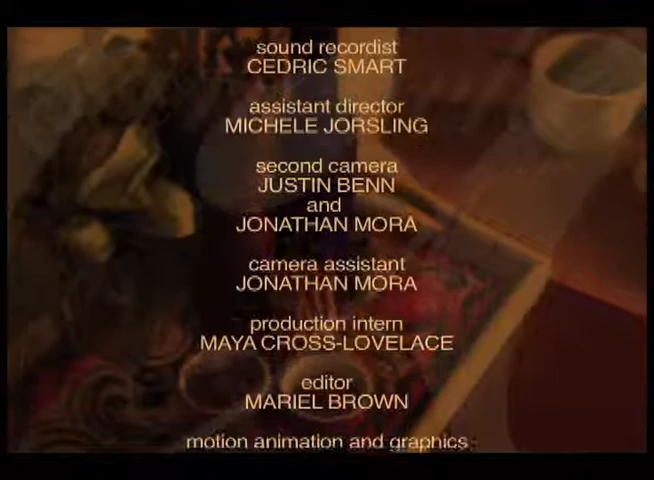 sound recordist
CEDRIC SMART
assistant director
MICHELE JORSLING
second camera
JUSTIN BENN
and
JONATHAN MORA
camera assistant
JONATHAN MORA
production intern
MAYA CROSS-LOVELACE
editor
MARIEL BROWN
motion animation and graphics